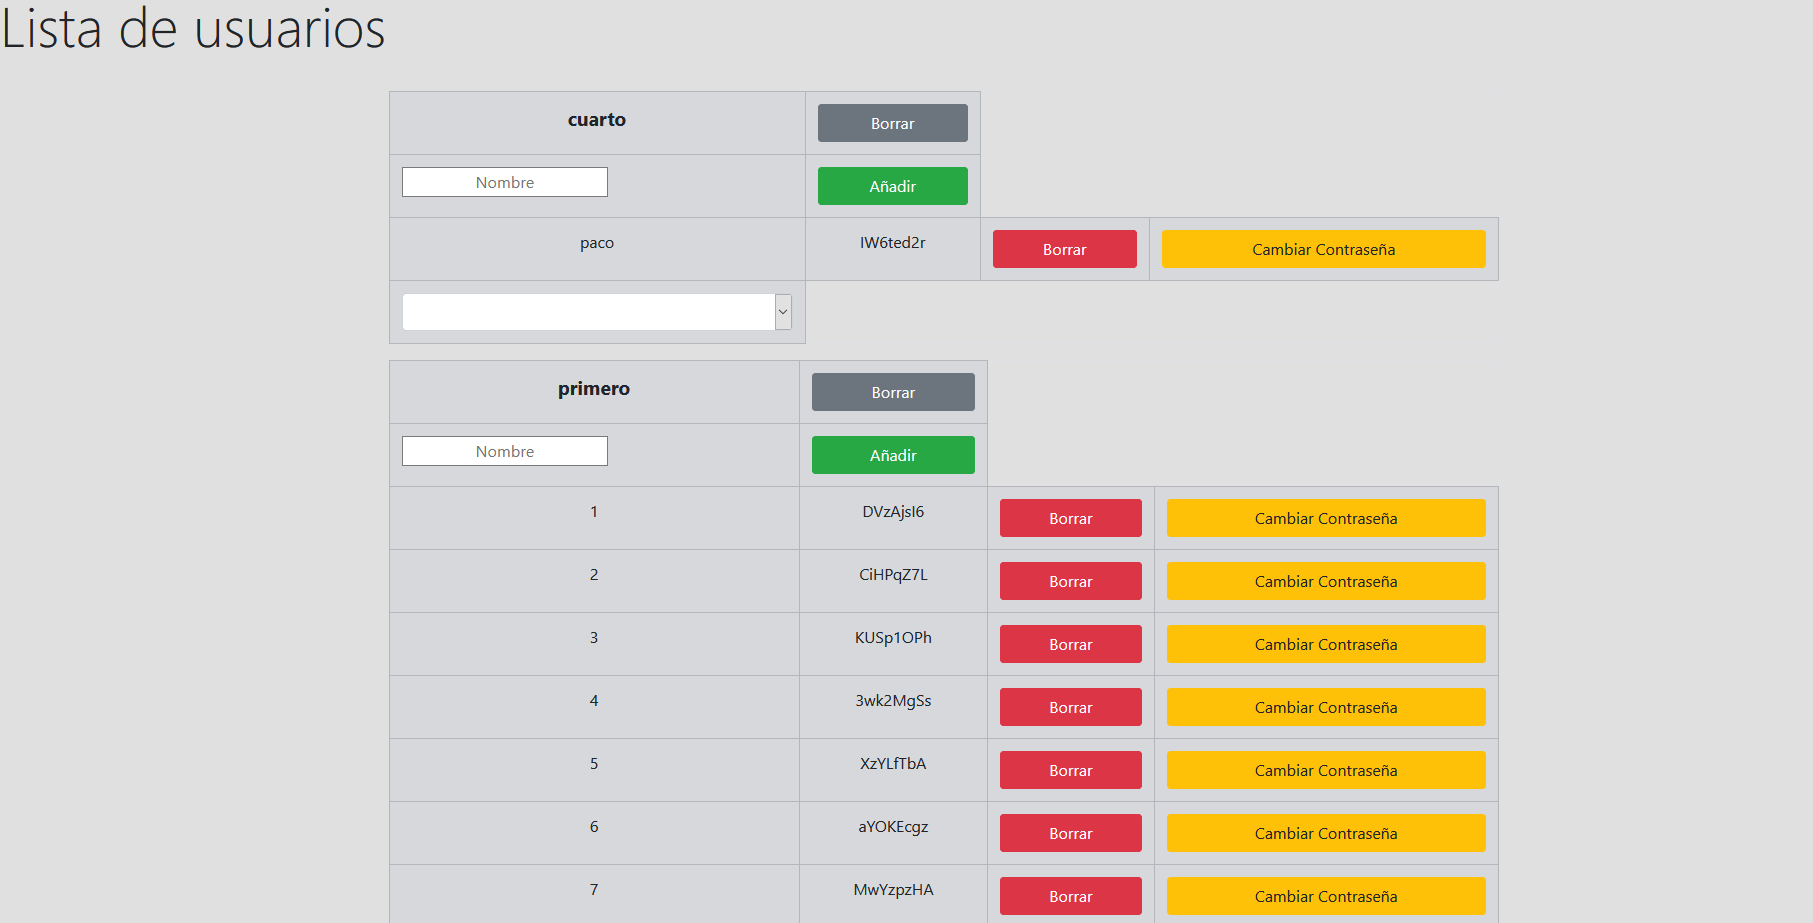 Lista de usuarios
cuarto Borrar
Nombre Añadir
paco IW6ted2r Borrar Cambiar Contraseña
primero Borrar
Nombre Añadir
1 DVzAjsI6 Borrar Cambiar Contraseña
2 CiHPqZ7L Borrar Cambiar Contraseña
3 KUSp1OPh Borrar Cambiar Contraseña
4 3wk2MgSs Borrar Cambiar Contraseña
5 XzYLfTbA Borrar Cambiar Contraseña
6 aYOKEcgz Borrar Cambiar Contraseña
7 MwYzpzHA Borrar Cambiar Contraseña